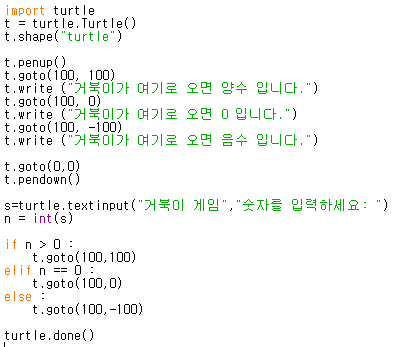 import turtle
t = turtle.Turtle()
t.shape("turtle")

t.penup()
t.goto(100, 100)
t.write ("거북이가 여기로 오면 양수 입니다.")
t.goto(100, 0)
t.write ("거북이가 여기로 오면 0 입니다.")
t.goto(100, -100)
t.write ("거북이가 여기로 오면 음수 입니다.")

t.goto(0,0)
t.pendown()

s=turtle.textinput("거북이 게임","숫자를 입력하세요: ")
n = int(s)

if n > 0 :
    t.goto(100,100)
elif n == 0 :
    t.goto(100,0)
else :
    t.goto(100,-100)

turtle.done()